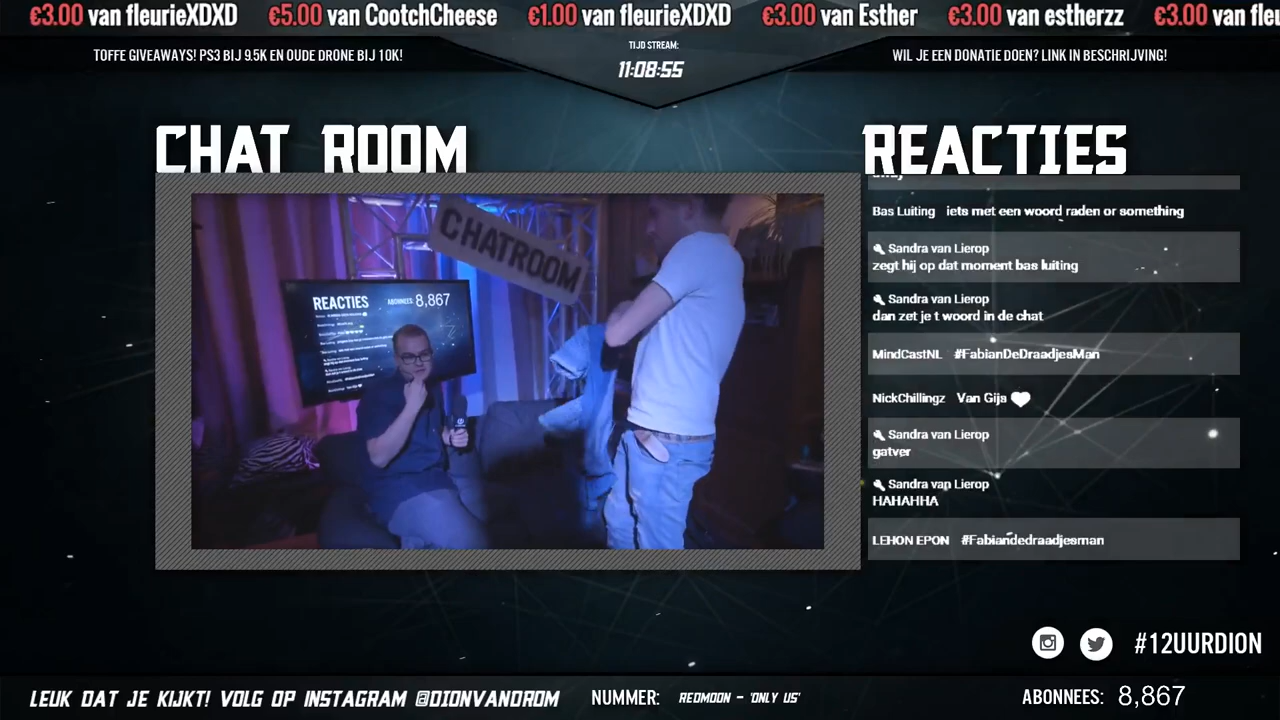 €3.00 van fleurieXDXD €5.00 van CootchCheese €1.00 van fleurieXDXD €3.00 van Esther €3.00 van estherzz €3.00 van fleu
TOFFE GIVEAWAYS! PS3 BIJ 9.5K EN OUDE DRONE BIJ 10K!
TIJD STREAM:
11:08:55
WIL JE EEN DONATIE DOEN? LINK IN BESCHRIJVING!
CHAT ROOM
CHATROOM
REACTIES
ABONNEES: 8,867
REACTIES
Bas Luiting iets met een woord raden or something
Sandra van Lierop
zegt hij op dat moment bas luiting
Sandra van Lierop
dan zet je t woord in de chat
MindCastNL #FabianDeDraadjesMan
NickChillingz Van Gijs
Sandra van Lierop
gatver
Sandra van Lierop
HAHAHHA
LEHON EPON #Fabiandedraadjesman
#12UURDION
LEUK DAT JE KIJKT! VOLG OP INSTAGRAM @DIONVANDROM
NUMMER: REDMOON - 'ONLY US'
ABONNEES: 8,867